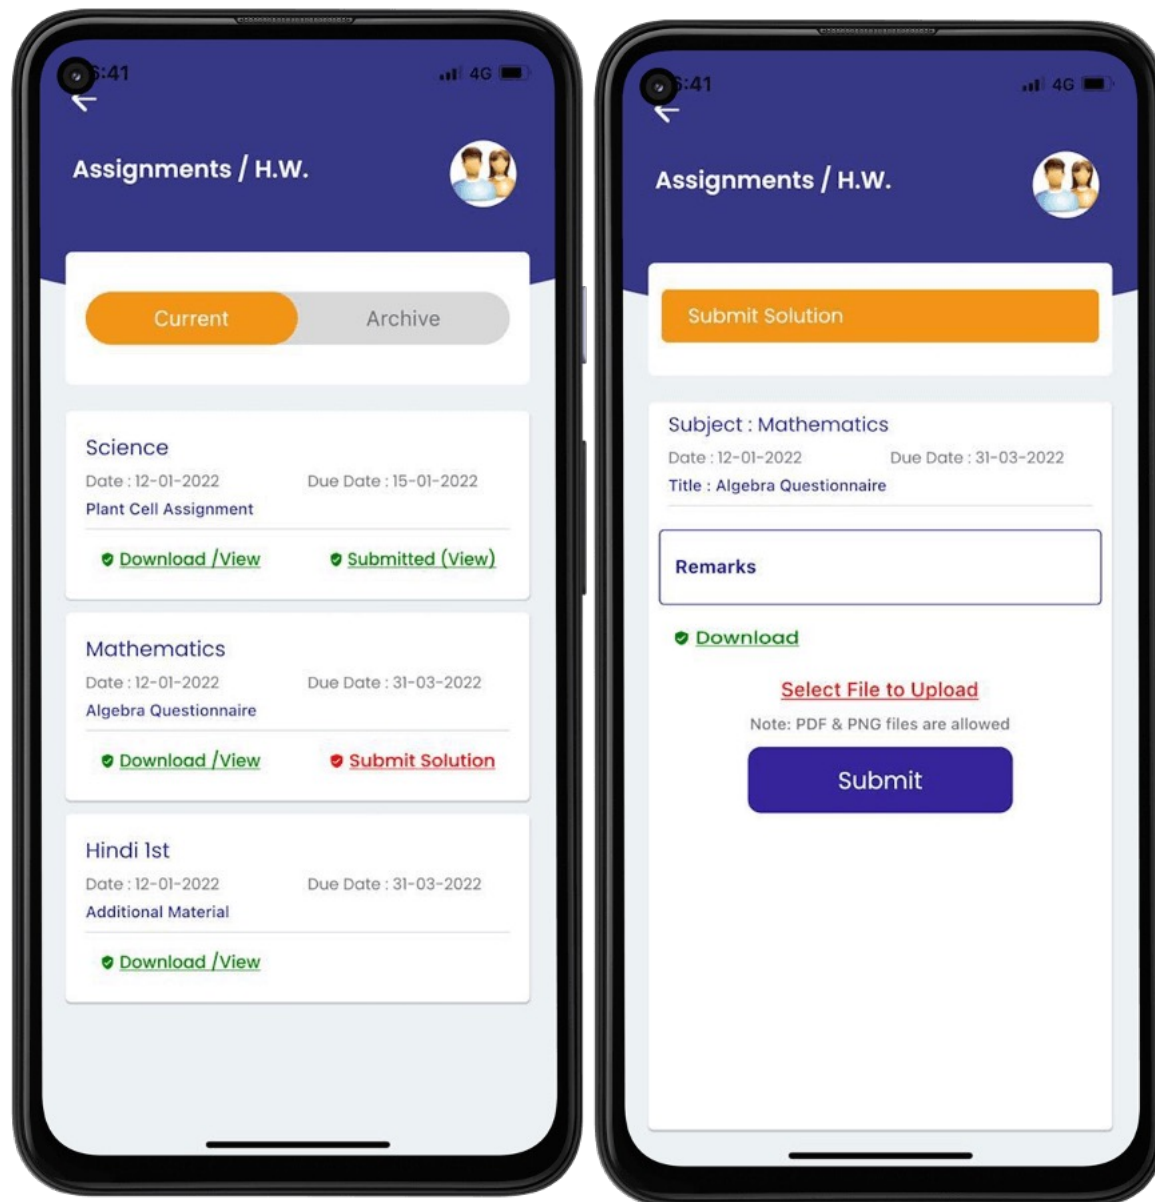 6:41
4G
Assignments / H.W.
Current Archive
Science
Date : 12-01-2022 Due Date : 15-01-2022
Plant Cell Assignment
Download /View Submitted (View)
Mathematics
Date : 12-01-2022 Due Date : 31-03-2022
Algebra Questionnaire
Download /View Submit Solution
Hindi 1st
Date : 12-01-2022 Due Date : 31-03-2022
Additional Material
Download /View
6:41
4G
Assignments / H.W.
Submit Solution
Subject : Mathematics
Date : 12-01-2022 Due Date : 31-03-2022
Title : Algebra Questionnaire
Remarks
Download
Select File to Upload
Note: PDF & PNG files are allowed
Submit